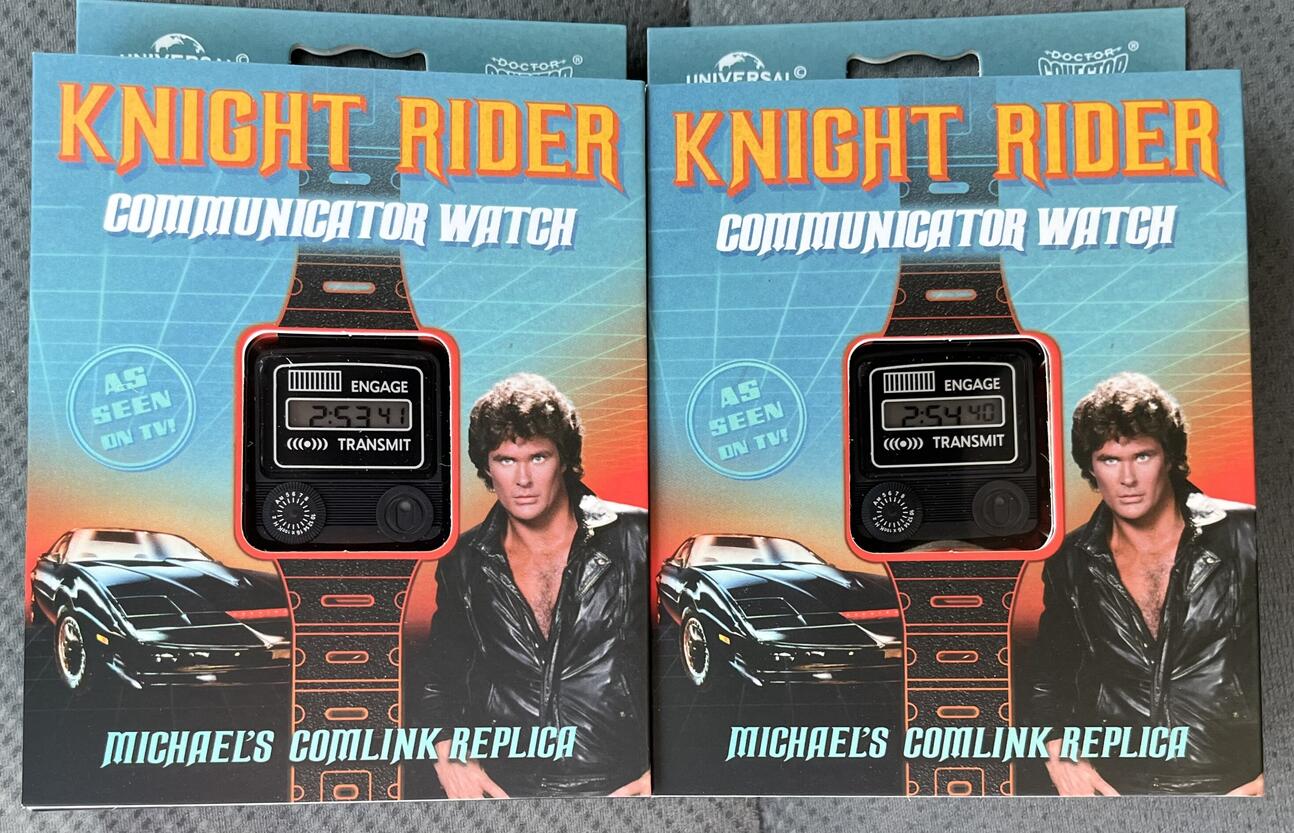 UNIVERSAL©
DOCTOR®
COLLECTOR
KNIGHT RIDER
COMMUNICATOR WATCH
AS
SEEN
ON TV!
ENGAGE
2:53 41
TRANSMIT
MICHAEL'S COMLINK REPLICA
UNIVERSAL©
DOCTOR®
COLLECTOR
KNIGHT RIDER
COMMUNICATOR WATCH
AS
SEEN
ON TV!
ENGAGE
2:54 40
TRANSMIT
MICHAEL'S COMLINK REPLICA